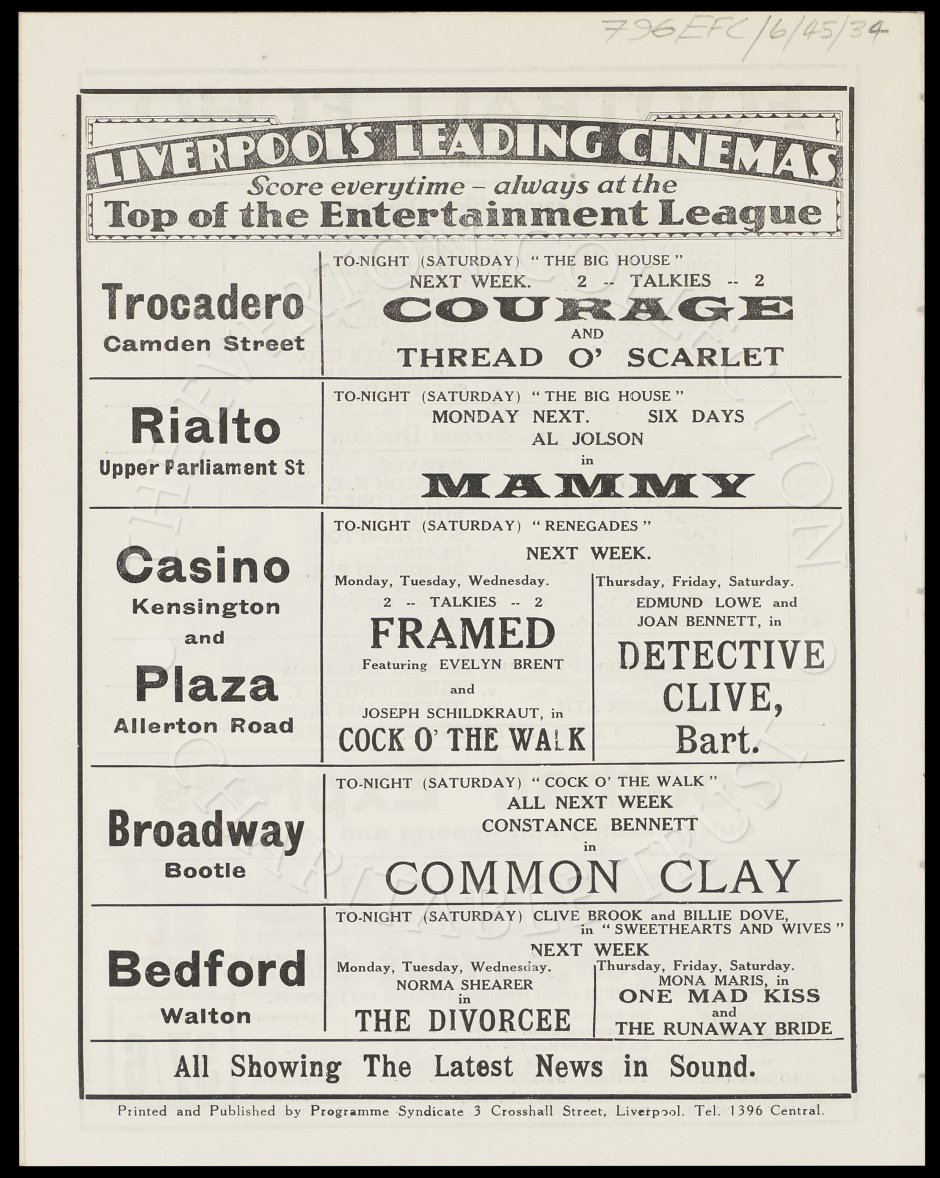 796EFC/6/45/34
LIVERPOOL'S LEADING CINEMAS
Score everytime – always at the
Top of the Entertainment League
Trocadero
Camden Street
TO-NIGHT (SATURDAY) "THE BIG HOUSE"
NEXT WEEK. 2 -- TALKIES -- 2
COURAGE
AND
THREAD O' SCARLET
Rialto
Upper Parliament St
TO-NIGHT (SATURDAY) "THE BIG HOUSE"
MONDAY NEXT. SIX DAYS
AL JOLSON
in
MAMMY
Casino
Kensington
and
Plaza
Allerton Road
TO-NIGHT (SATURDAY) "RENEGADES"
NEXT WEEK.
Monday, Tuesday, Wednesday.
2 -- TALKIES -- 2
FRAMED
Featuring EVELYN BRENT
and
JOSEPH SCHILDKRAUT, in
COCK O' THE WALK
Thursday, Friday, Saturday.
EDMUND LOWE and
JOAN BENNETT, in
DETECTIVE
CLIVE,
Bart.
Broadway
Bootle
TO-NIGHT (SATURDAY) "COCK O' THE WALK"
ALL NEXT WEEK
CONSTANCE BENNETT
in
COMMON CLAY
Bedford
Walton
TO-NIGHT (SATURDAY) CLIVE BROOK and BILLIE DOVE,
in "SWEETHEARTS AND WIVES"
NEXT WEEK
Monday, Tuesday, Wednesday.
NORMA SHEARER
in
THE DIVORCEE
Thursday, Friday, Saturday.
MONA MARIS, in
ONE MAD KISS
and
THE RUNAWAY BRIDE
All Showing The Latest News in Sound.
Printed and Published by Programme Syndicate 3 Crosshall Street, Liverpool. Tel. 1396 Central.
THE EVERTON COLLECTION
CHARITABLE TRUST